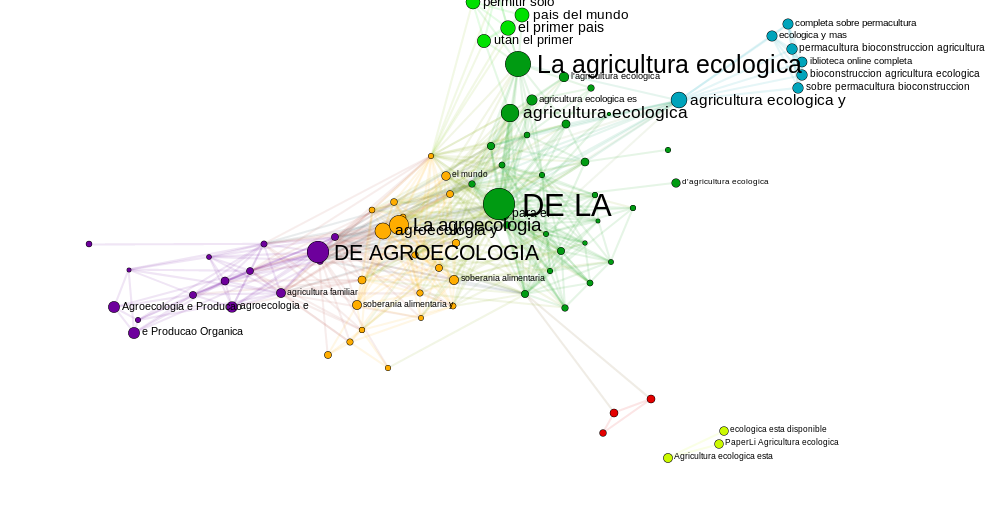 permitir solo
pais del mundo
el primer pais
utan el primer
completa sobre permacultura
ecologica y mas
permacultura bioconstruccion agricultura
iblioteca online completa
bioconstruccion agricultura ecologica
sobre permacultura bioconstruccion
La agricultura ecologica
l'agricultura ecologica
agricultura ecologica es
agricultura ecologica y
agricultura-ecologica
el mundo
d'agricultura ecologica
DE LA
para el
La agroecologia
agroecologia y
DE AGROECOLOGIA
soberania alimentaria
agricultura familiar
Agroecologia e Producao
agroecologia e
soberania alimentaria y
e Producao Organica
ecologica esta disponible
PaperLi Agricultura ecologica
Agricultura ecologica esta